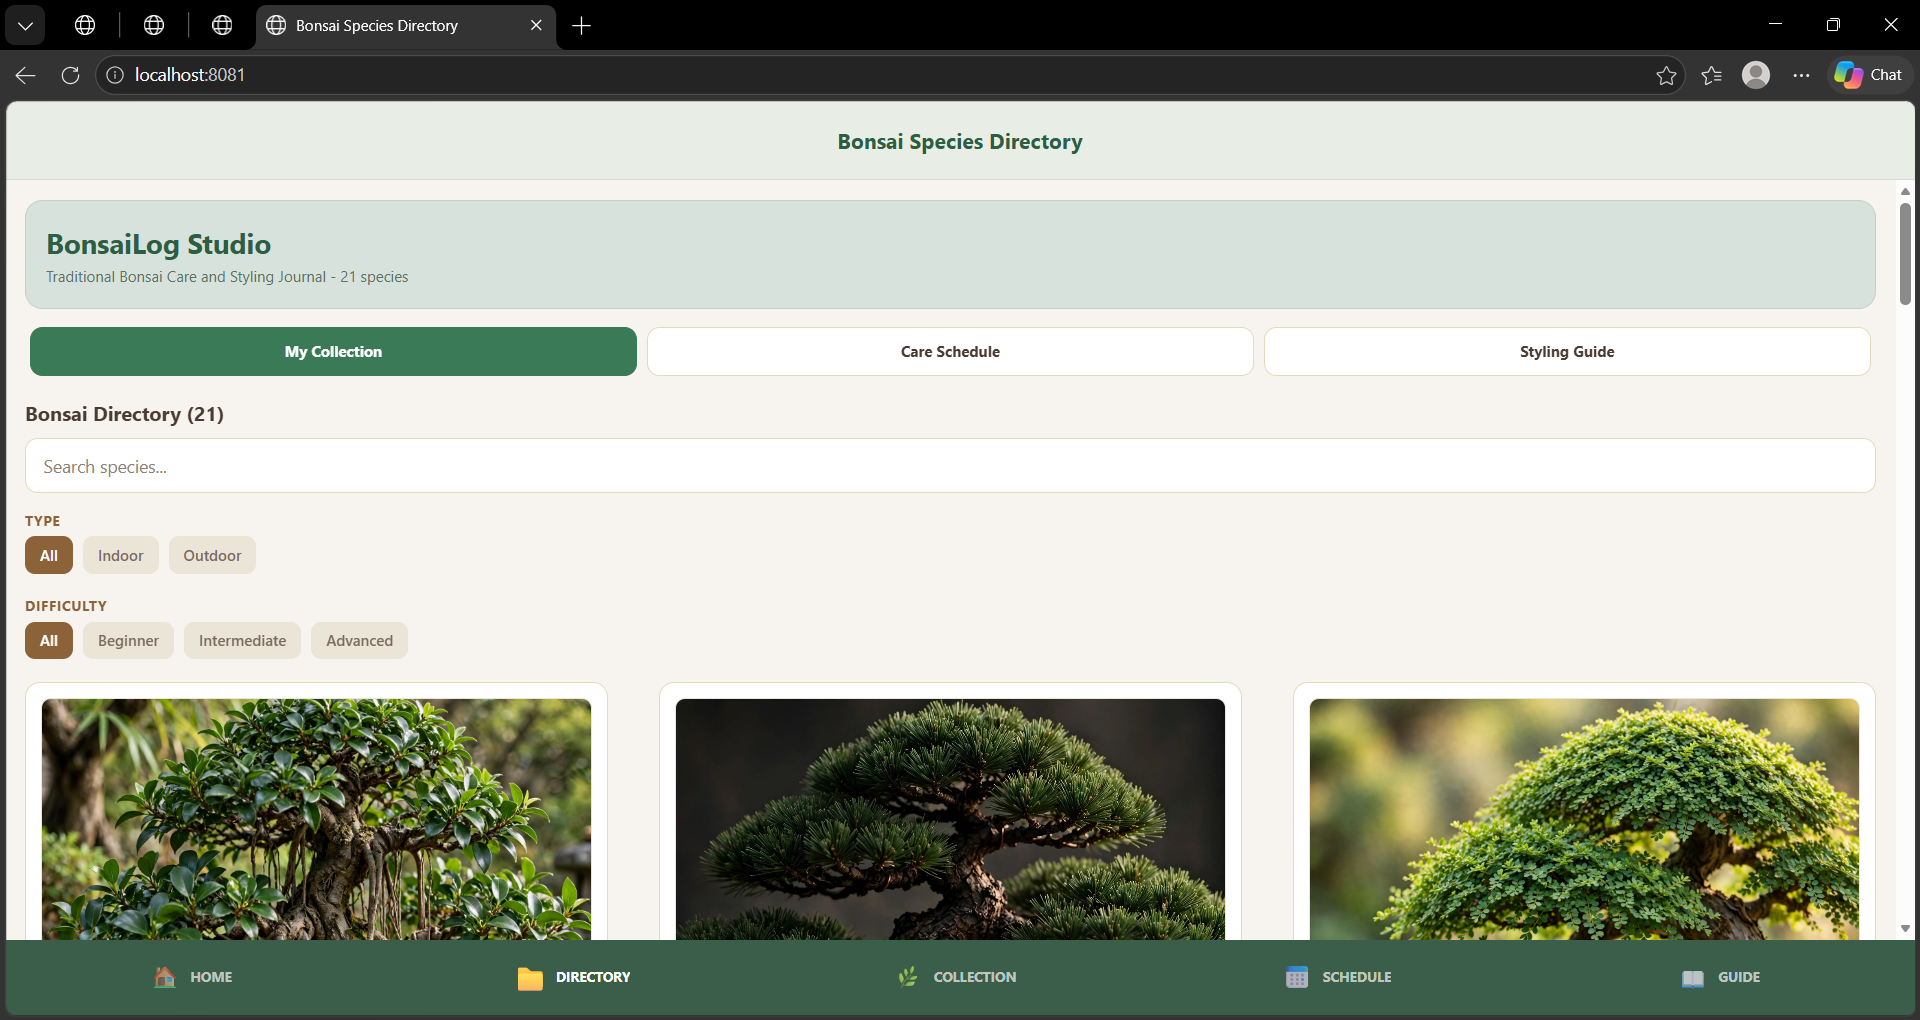 Bonsai Species Directory
localhost:8081
Chat
Bonsai Species Directory
BonsaiLog Studio
Traditional Bonsai Care and Styling Journal - 21 species
My Collection
Care Schedule
Styling Guide
Bonsai Directory (21)
Search species...
TYPE
All
Indoor
Outdoor
DIFFICULTY
All
Beginner
Intermediate
Advanced
HOME
DIRECTORY
COLLECTION
SCHEDULE
GUIDE